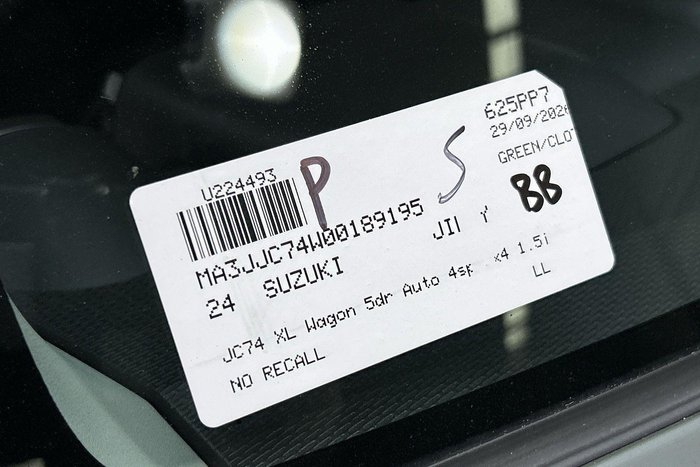 U224493
P
S
625PP7
29/09/202
GREEN/CLO
BB
MA3JJC74W00189195
24 SUZUKI
JC74 XL Wagon 5dr Auto 4sp x4 1.5i
LL
NO RECALL